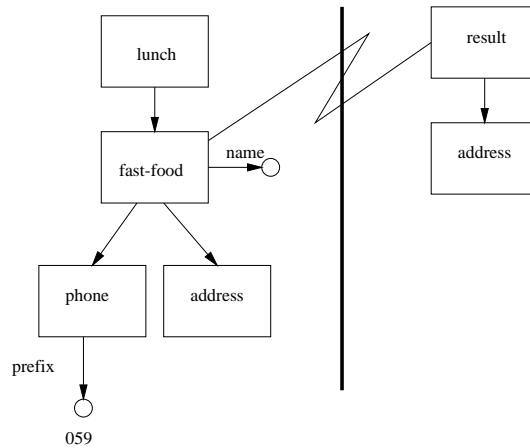 lunch
fast-food
name
phone
address
prefix
059
result
address